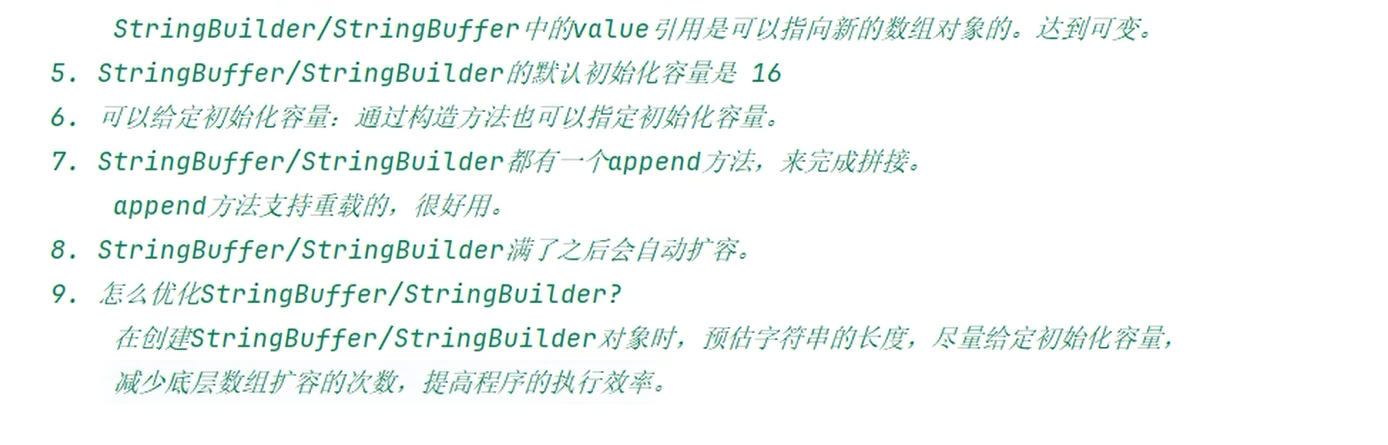 StringBuilder/StringBuffer中的value引用是可以指向新的数组对象的。达到可变。
5. StringBuffer/StringBuilder的默认初始化容量是 16
6. 可以给定初始化容量：通过构造方法也可以指定初始化容量。
7. StringBuffer/StringBuilder都有一个append方法，来完成拼接。
append方法支持重载的，很好用。
8. StringBuffer/StringBuilder满了之后会自动扩容。
9. 怎么优化StringBuffer/StringBuilder?
在创建StringBuffer/StringBuilder对象时，预估字符串的长度，尽量给定初始化容量，
减少底层数组扩容的次数，提高程序的执行效率。